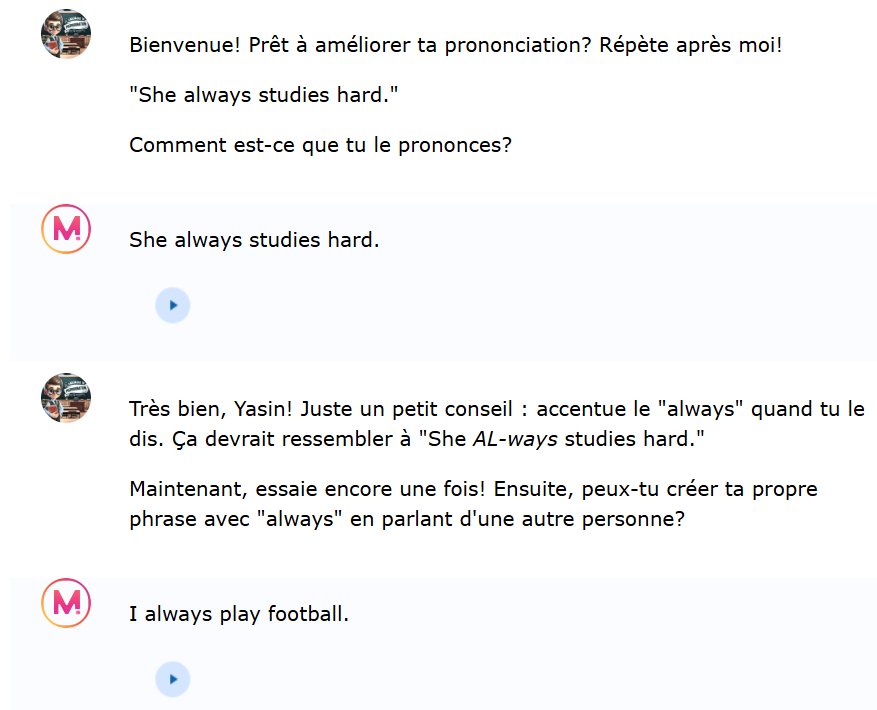 Bienvenue! Prêt à améliorer ta prononciation? Répète après moi!
"She always studies hard."
Comment est-ce que tu le prononces?
M!
She always studies hard.
Très bien, Yasin! Juste un petit conseil : accentue le "always" quand tu le
dis. Ça devrait ressembler à "She AL-ways studies hard."
Maintenant, essaie encore une fois! Ensuite, peux-tu créer ta propre
phrase avec "always" en parlant d'une autre personne?
M!
I always play football.